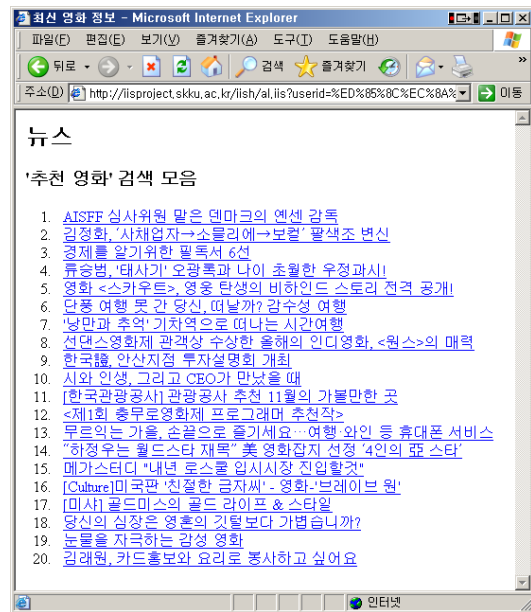 최신 영화 정보 - Microsoft Internet Explorer
파일(F) 편집(E) 보기(V) 즐겨찾기(A) 도구(T) 도움말(H)
뒤로 검색 즐겨찾기
주소(D) http://iisproject.skku.ac.kr/iish/al.iis?userid=%ED%85%8C%EC%8A% 이동
뉴스
'추천 영화' 검색 모음
1. AISFF 심사위원 맡은 덴마크의 옌센 감독
2. 김정화, '사채업자→소믈리에→보컬' 팔색조 변신
3. 경제를 알기위한 필독서 6선
4. 류승범, '태사기' 오광록과 나이 초월한 우정과시!
5. 영화 <스카우트>, 영웅 탄생의 비하인드 스토리 전격 공개!
6. 단풍 여행 못 간 당신, 떠날까? 감수성 여행
7. '낭만과 추억' 기차역으로 떠나는 시간여행
8. 선댄스영화제 관객상 수상한 올해의 인디영화, <원스>의 매력
9. 한국證, 안산지점 투자설명회 개최
10. 시와 인생, 그리고 CEO가 만났을 때
11. [한국관광공사] 관광공사 추천 11월의 가볼만한 곳
12. <제1회 충무로영화제 프로그래머 추천작>
13. 무르익는 가을, 손끝으로 즐기세요…여행·와인 등 휴대폰 서비스
14. "하정우는 월드스타 재목" 美 영화잡지 선정 '4인의 亞 스타'
15. 메가스터디 "내년 로스쿨 입시시장 진입할것"
16. [Culture]미국판 '친절한 금자씨' - 영화-'브레이브 원'
17. [미샤] 골드미스의 골드 라이프 & 스타일
18. 당신의 심장은 영혼의 깃털보다 가볍습니까?
19. 눈물을 자극하는 감성 영화
20. 김래원, 카드홍보와 요리로 봉사하고 싶어요
인터넷